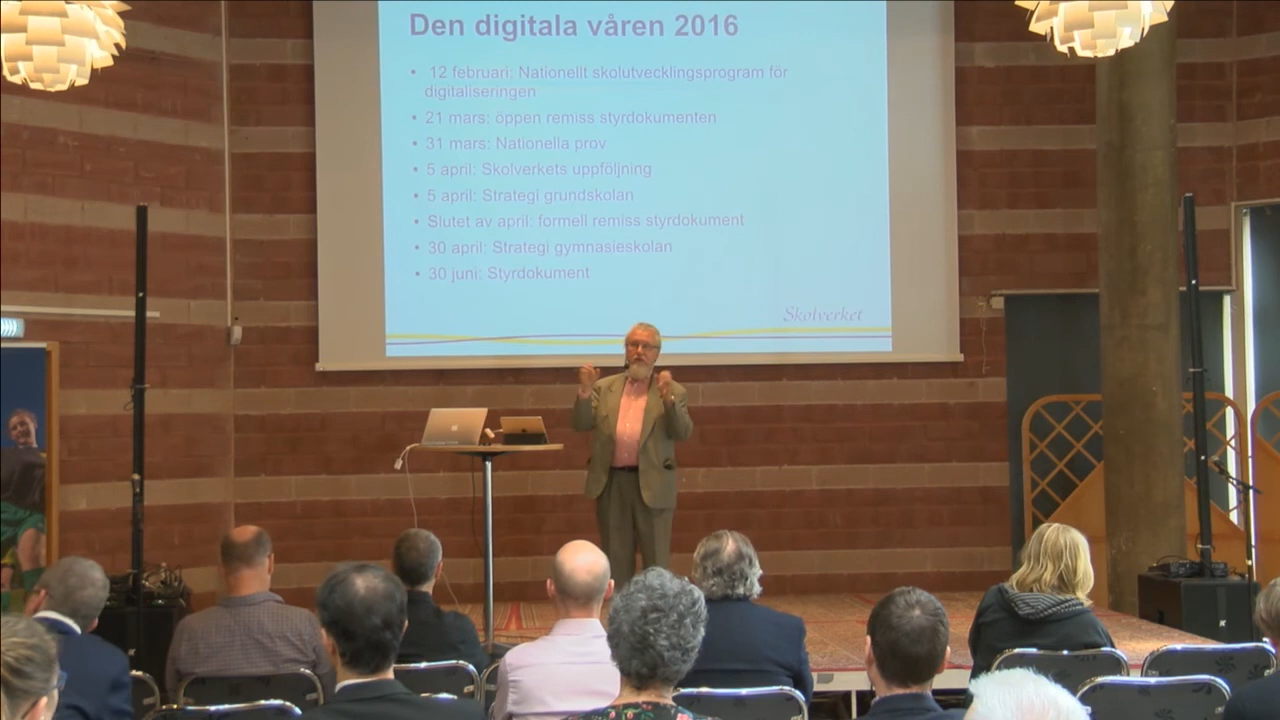 Den digitala våren 2016
• 12 februari: Nationellt skolutvecklingsprogram för
digitaliseringen
• 21 mars: öppen remiss styrdokumenten
• 31 mars: Nationella prov
• 5 april: Skolverkets uppföljning
• 5 april: Strategi grundskolan
• Slutet av april: formell remiss styrdokument
• 30 april: Strategi gymnasieskolan
• 30 juni: Styrdokument
Skolverket